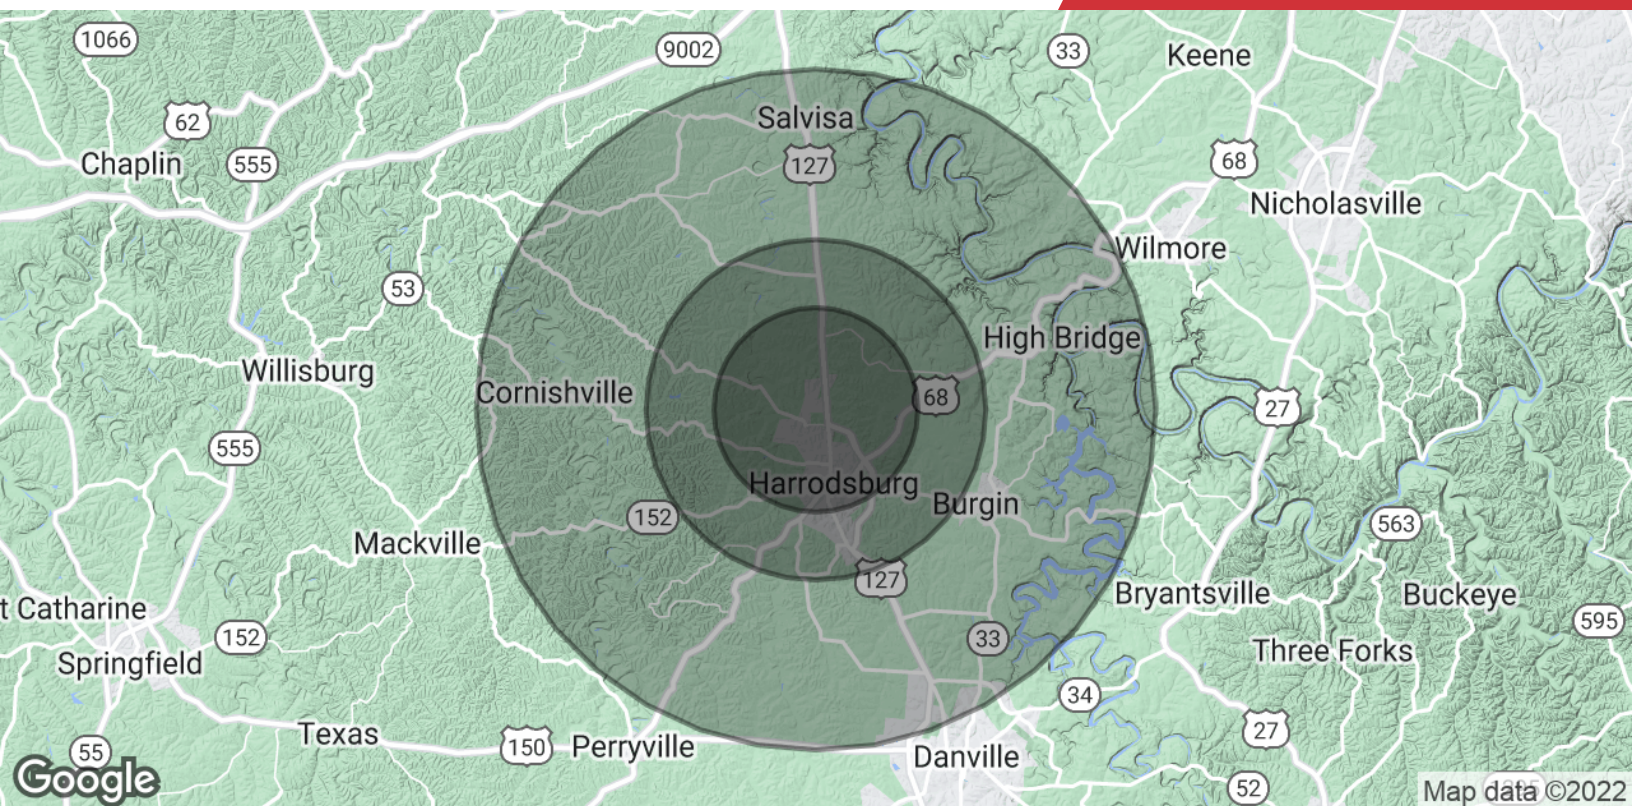 1066
9002
33
Keene
62
Salvisa
Chaplin
555
127
68
Nicholasville
Wilmore
53
High Bridge
Willisburg
Cornishville
68
27
555
Harrodsburg
Burgin
152
563
Mackville
127
Bryantsville
Buckeye
t Catharine
595
152
33
Three Forks
Springfield
34
Texas
150
Perryville
27
55
Danville
Google
52
Map data ©2022